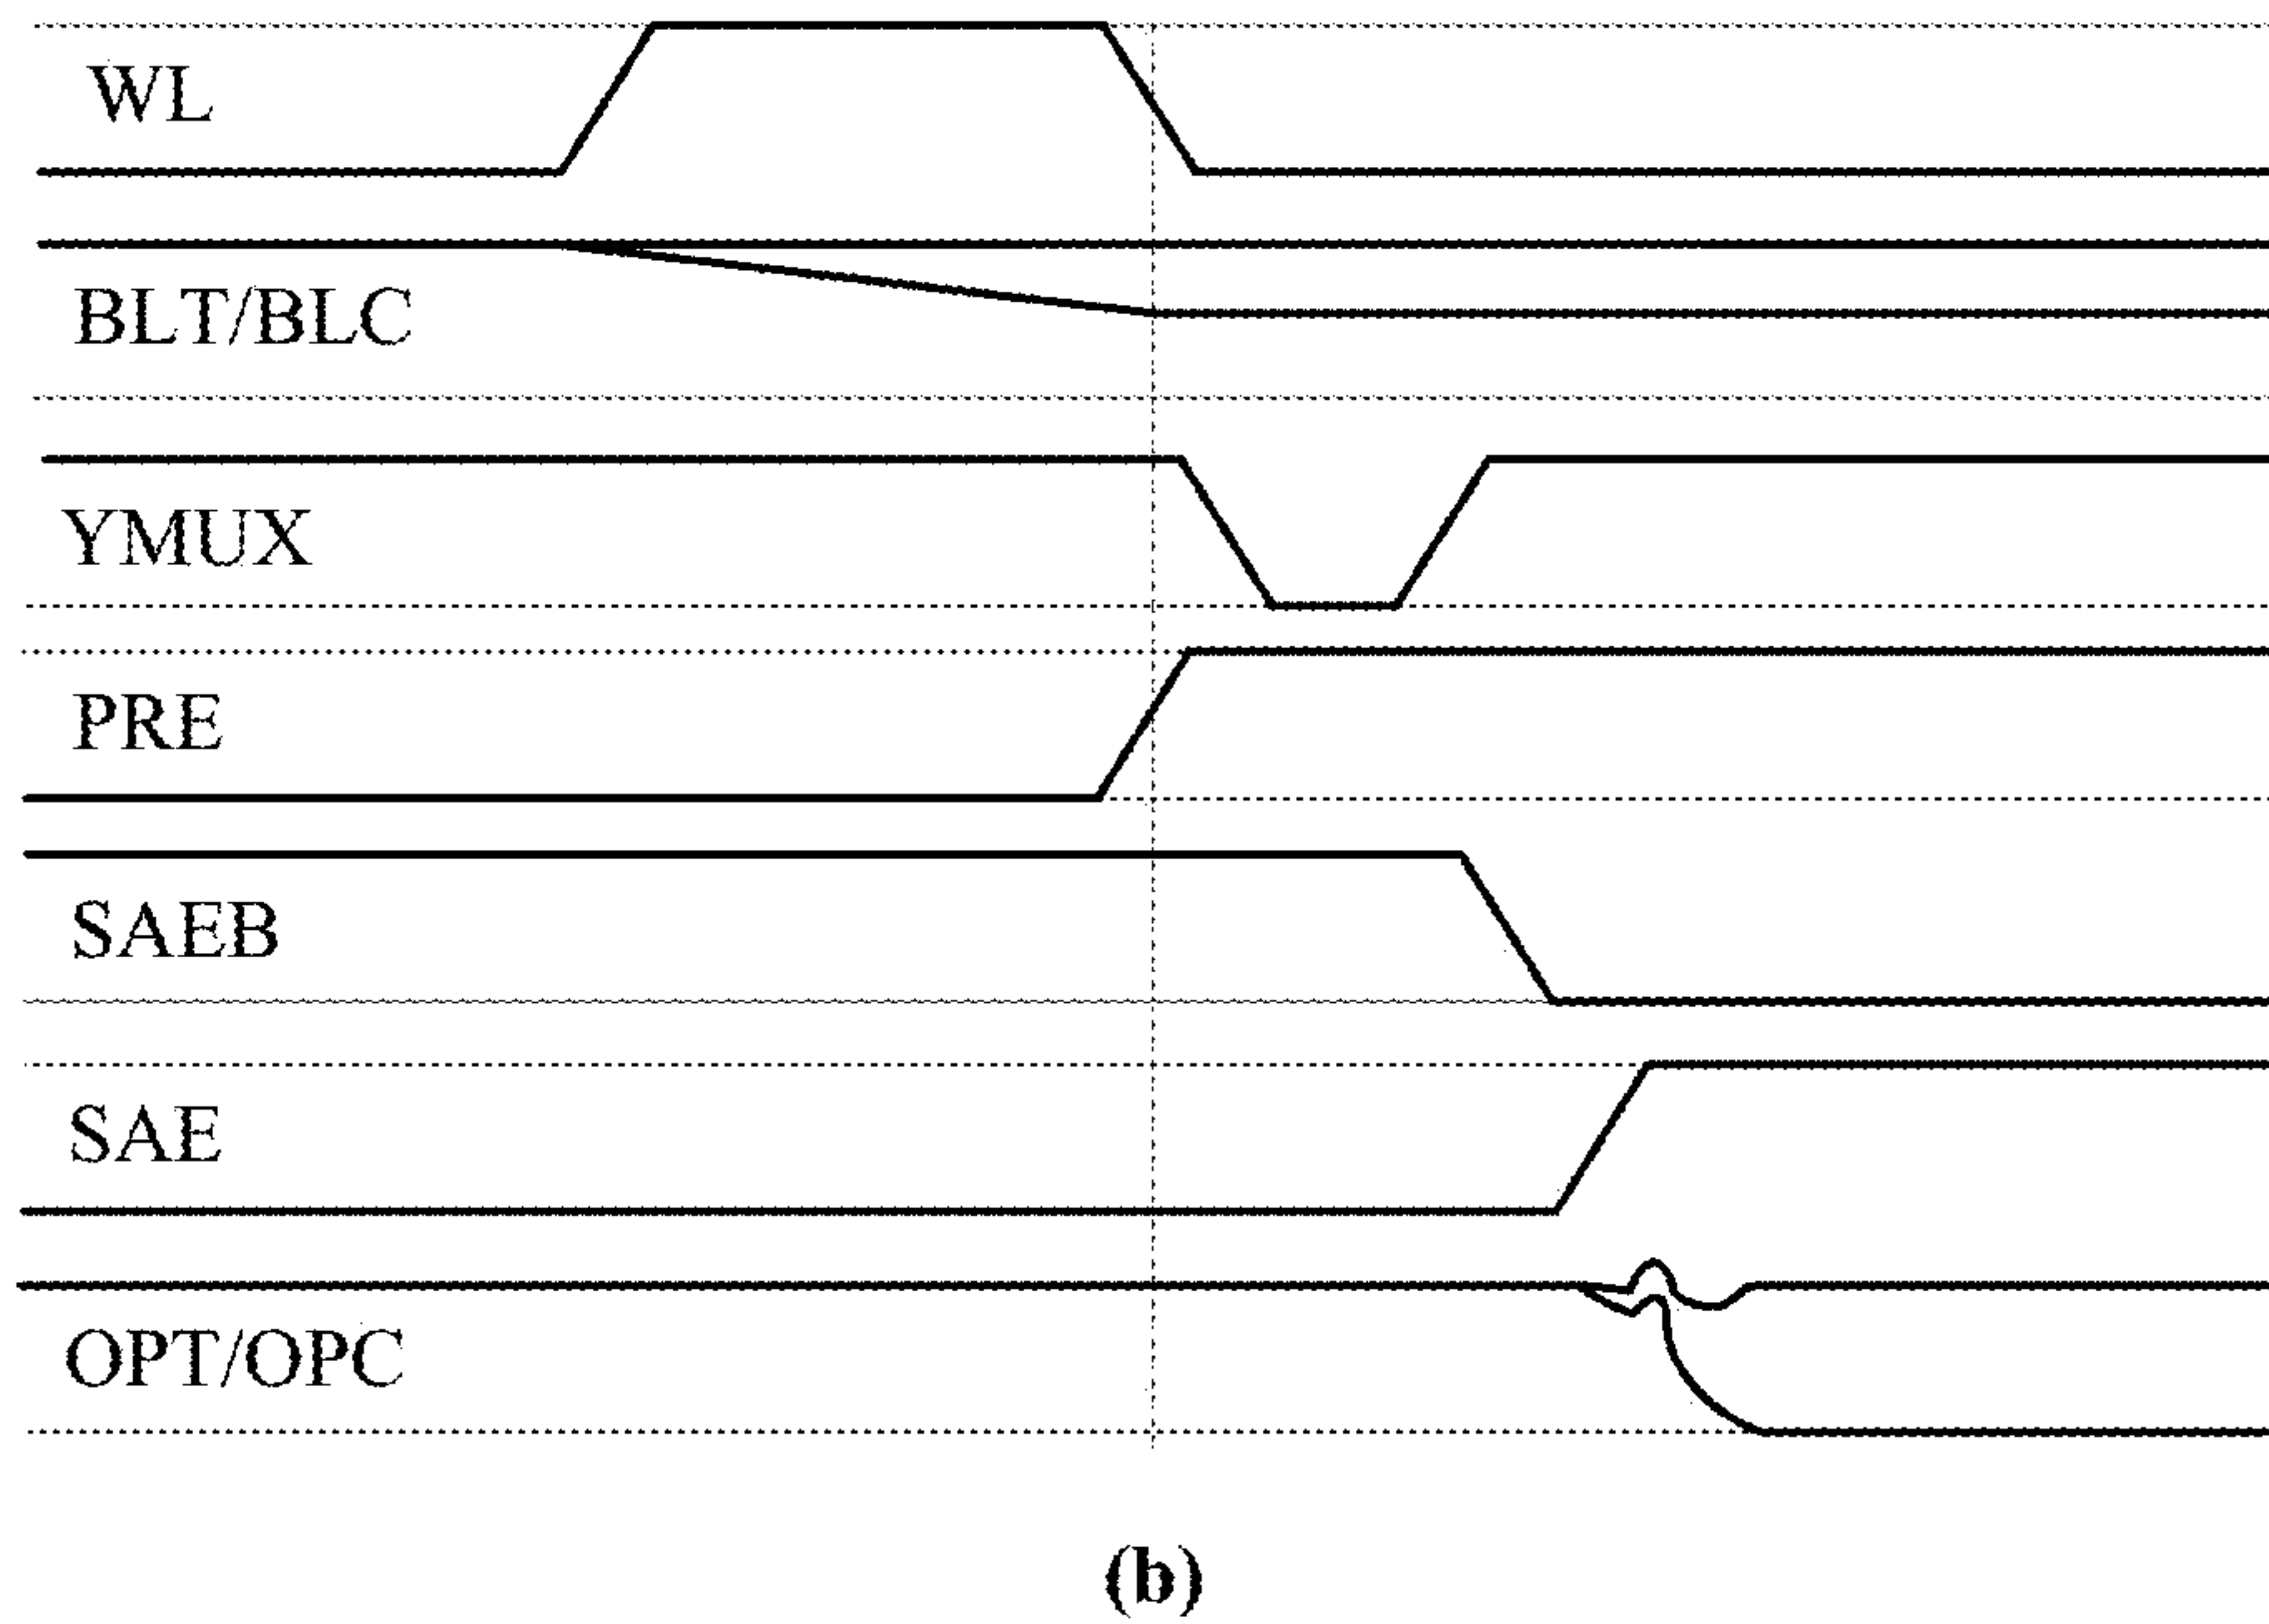 WL
BLT/BLC
YMUX
PRE
SAEB
SAE
OPT/OPC
(b)